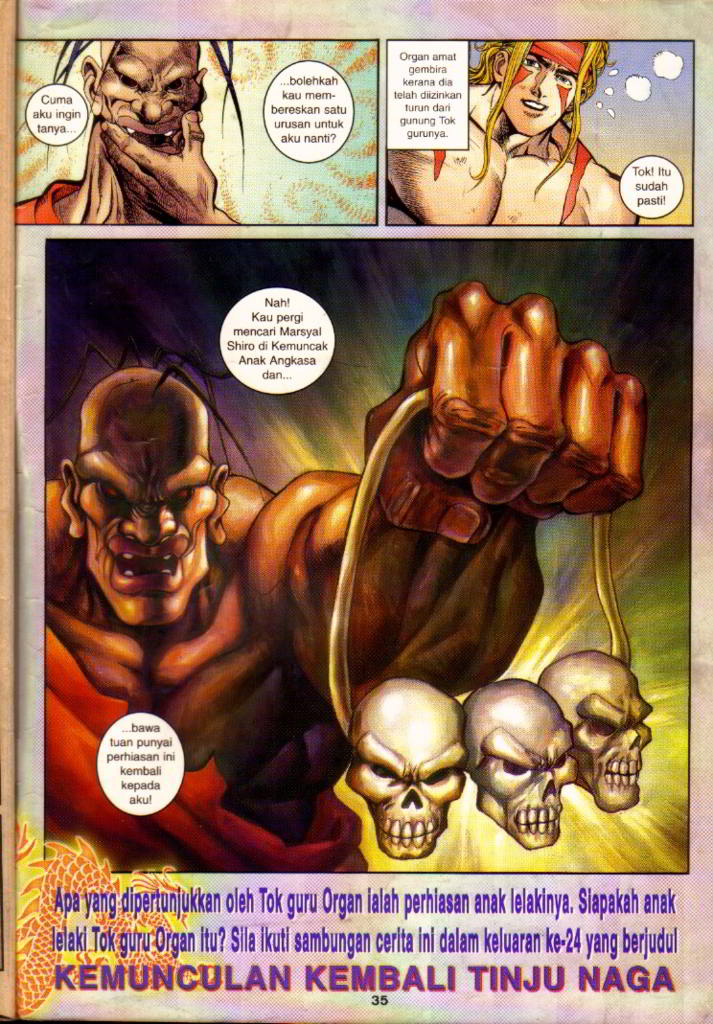 Cuma
aku ingin
tanya...
...bolehkah
kau mem-
bereskan satu
urusan untuk
aku nanti?
Organ amat
gembira
kerana dia
telah diizinkan
turun dari
gunung Tok
gurunya.
Tok! Itu
sudah
pasti!
Nah!
Kau pergi
mencari Marsyal
Shiro di Kemuncak
Anak Angkasa
dan...
...bawa
tuan punyai
perhiasan ini
kembali
kepada
aku!
Apa yang dipertunjukkan oleh Tok guru Organ ialah perhiasan anak lelakinya. Siapakah anak
lelaki Tok guru Organ itu? Sila ikuti sambungan cerita ini dalam keluaran ke-24 yang berjudul
KEMUNCULAN KEMBALI TINJU NAGA
35